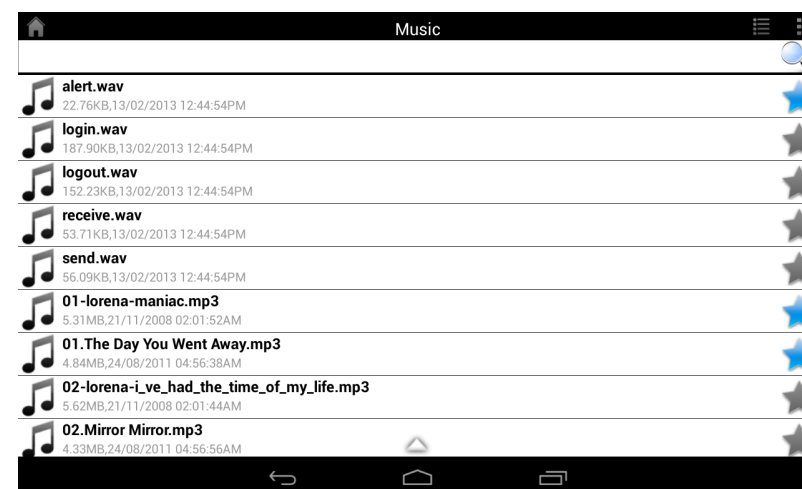 Music
alert.wav
22.76KB,13/02/2013 12:44:54PM
login.wav
187.90KB,13/02/2013 12:44:54PM
logout.wav
152.23KB,13/02/2013 12:44:54PM
receive.wav
53.71KB,13/02/2013 12:44:54PM
send.wav
56.09KB,13/02/2013 12:44:54PM
01-lorena-maniac.mp3
5.31MB,21/11/2008 02:01:52AM
01.The Day You Went Away.mp3
4.84MB,24/08/2011 04:56:38AM
02-lorena-i_ve_had_the_time_of_my_life.mp3
5.62MB,21/11/2008 02:01:44AM
02.Mirror Mirror.mp3
4.33MB,24/08/2011 04:56:56AM